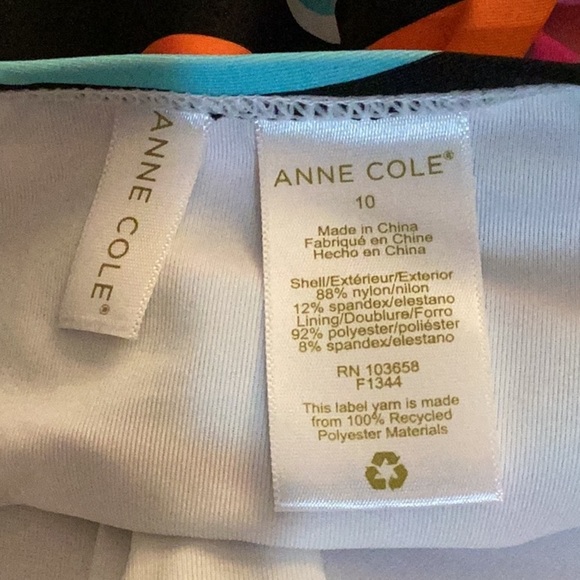 ANNE COLE®
ANNE COLE®
10
Made in China
Fabriqué en Chine
Hecho en China
Shell/Extérieur/Exterior
88% nylon/nilon
12% spandex/elestano
Lining/Doublure/Forro
92% polyester/poliéster
8% spandex/elestano
RN 103658
F1344
This label yarn is made
from 100% Recycled
Polyester Materials